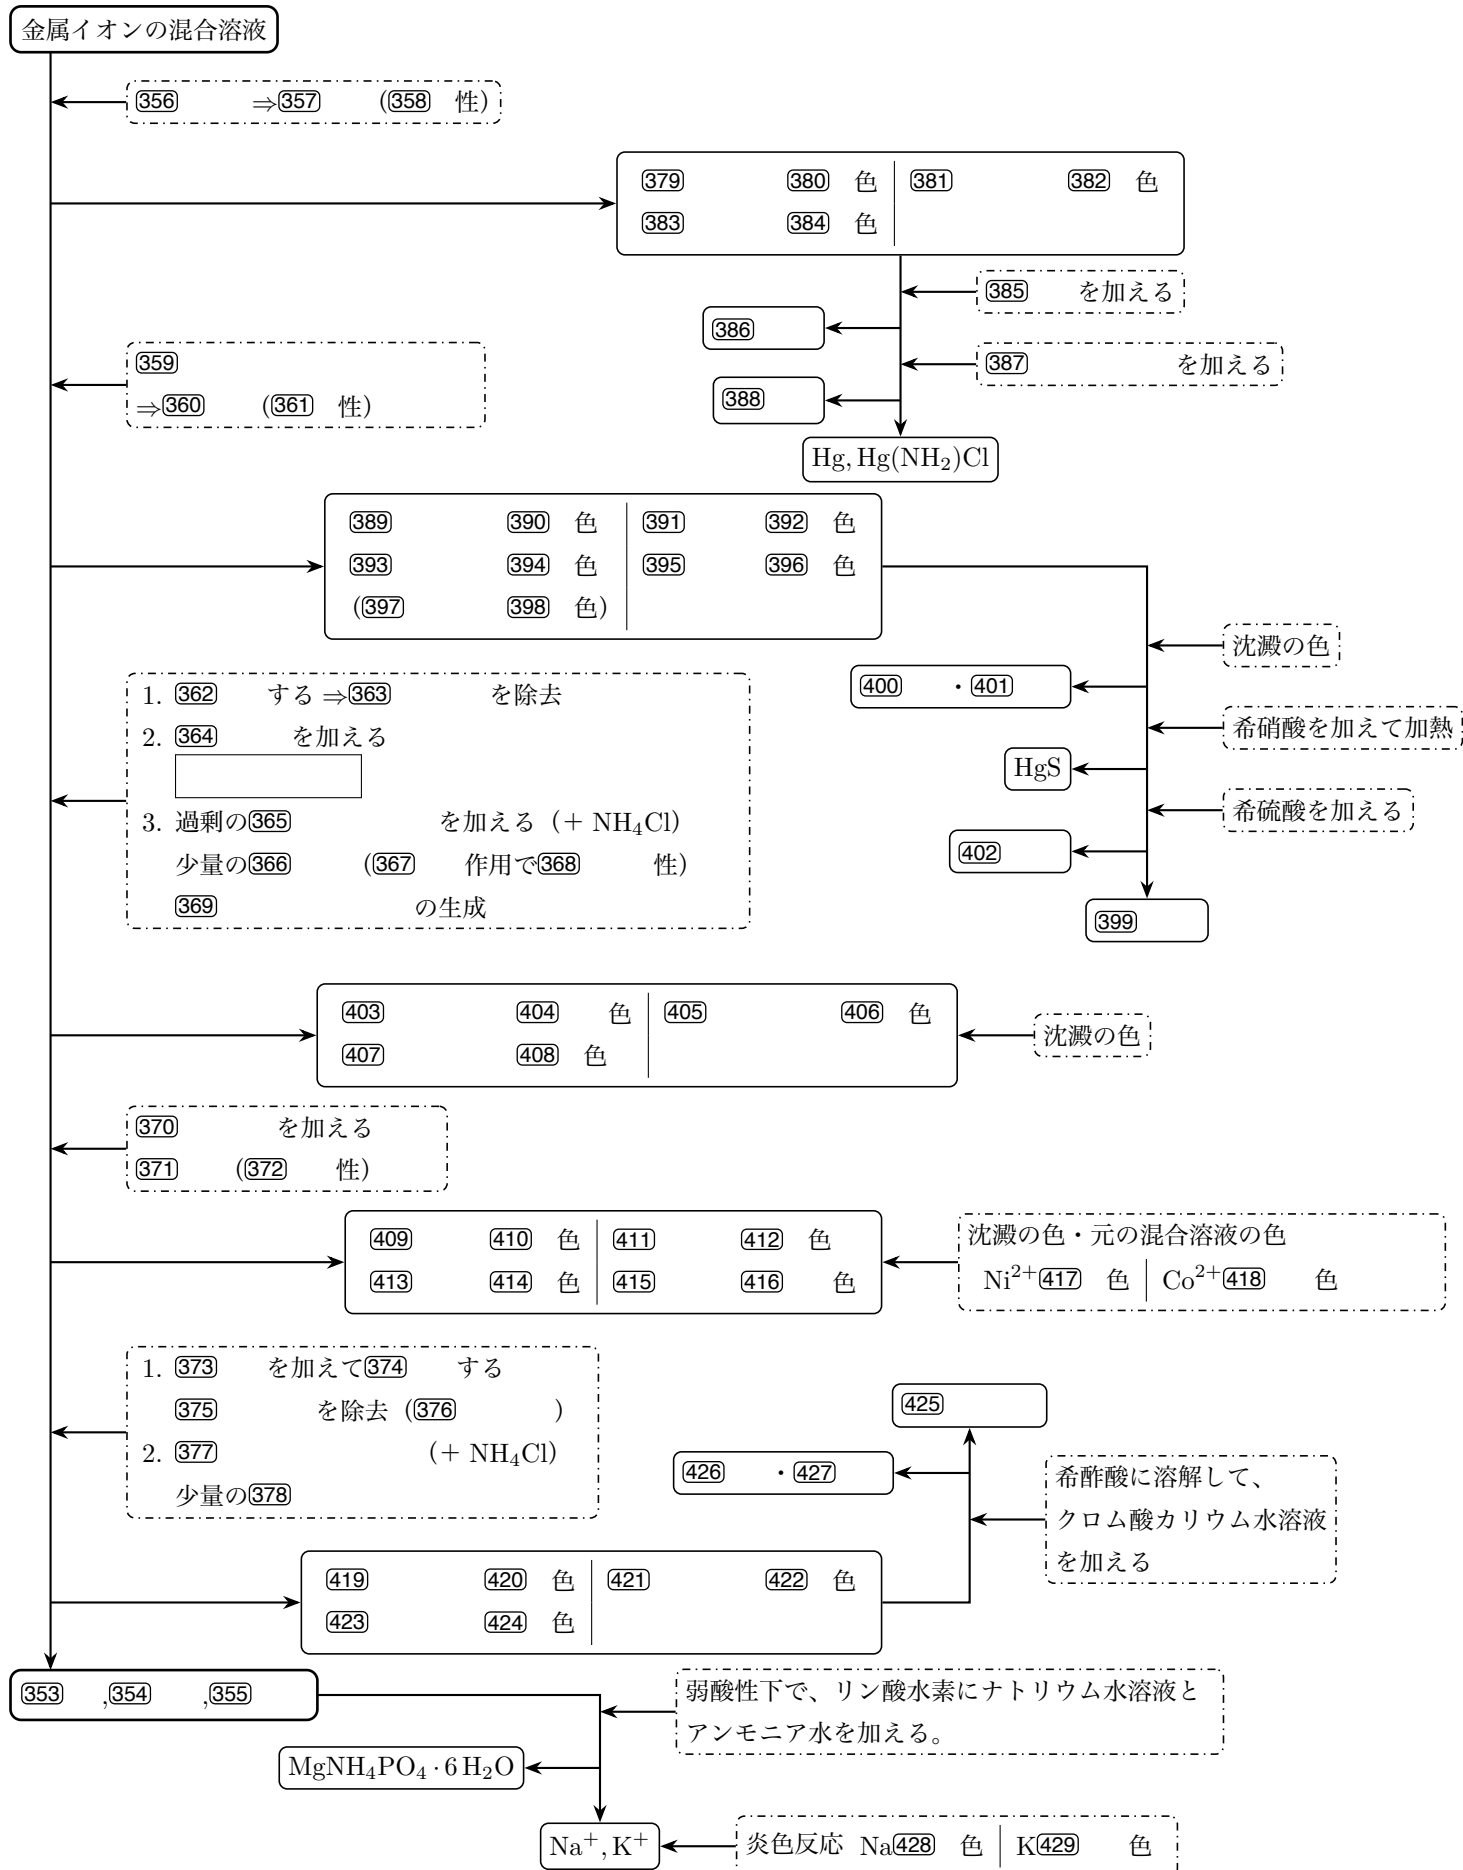 金属イオンの混合溶液
356 ⇒357 (358 性)
379 380 色 381 382 色
383 384 色
385 を加える
386
359
⇒360 (361 性)
387 を加える
388
Hg, Hg(NH₂)Cl
389 390 色 391 392 色
393 394 色 395 396 色
(397 398 色)
沈澱の色
400 ・401
希硝酸を加えて加熱
HgS
希硫酸を加える
402
399
1. 362 する ⇒363 を除去
2. 364 を加える
3. 過剰の365 を加える (+ NH₄Cl)
少量の366 (367 作用で368 性)
369 の生成
403 404 色 405 406 色
407 408 色
沈澱の色
370 を加える
371 (372 性)
409 410 色 411 412 色
413 414 色 415 416 色
沈澱の色・元の混合溶液の色
Ni²⁺417 色 Co²⁺418 色
1. 373 を加えて374 する
375 を除去 (376 )
2. 377 (+ NH₄Cl)
少量の378
425
426 ・427
希酢酸に溶解して、
クロム酸カリウム水溶液
を加える
419 420 色 421 422 色
423 424 色
353 ,354 ,355
弱酸性下で、リン酸水素にナトリウム水溶液と
アンモニア水を加える。
MgNH₄PO₄·6H₂O
Na⁺, K⁺
炎色反応 Na428 色 K429 色